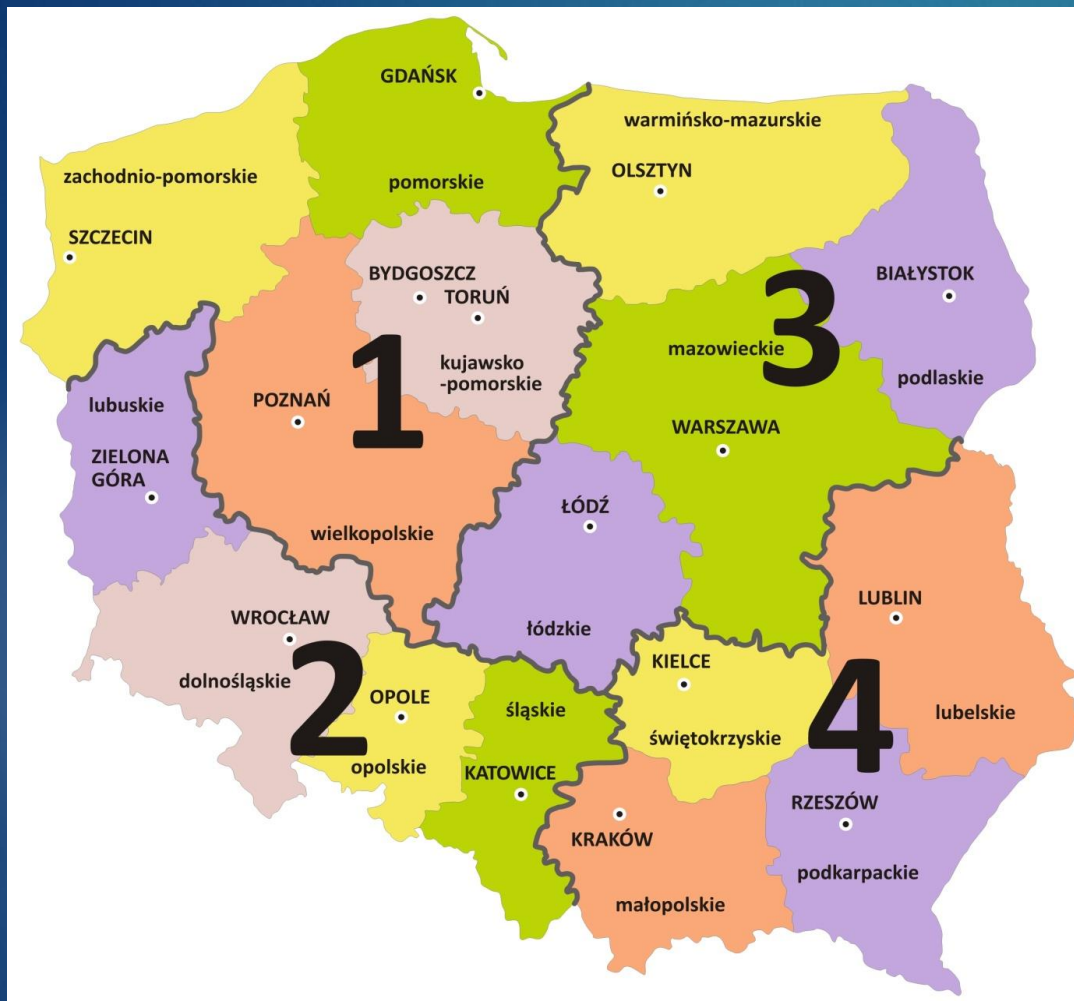 GDAŃSK
warmińsko-mazurskie
zachodnio-pomorskie
pomorskie
OLSZTYN
SZCZECIN
BYDGOSZCZ
TORUŃ
BIAŁYSTOK
3
1
kujawsko
-pomorskie
mazowieckie
podlaskie
lubuskie
POZNAŃ
WARSZAWA
ZIELONA
GÓRA
ŁÓDŹ
wielkopolskie
LUBLIN
WROCŁAW
łódzkie
KIELCE
dolnośląskie
2
OPOLE
śląskie
4
lubelskie
świętokrzyskie
opolskie
KATOWICE
RZESZÓW
KRAKÓW
podkarpackie
małopolskie